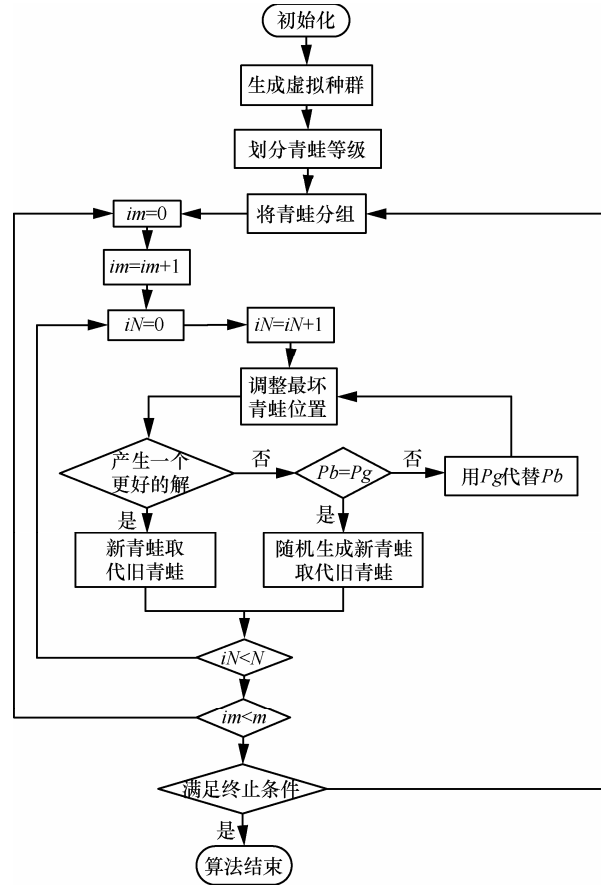 初始化
生成虚拟种群
划分青蛙等级
将青蛙分组
im=0
im=im+1
iN=0
iN=iN+1
调整最坏
青蛙位置
产生一个
更好的解
否
Pb=Pg
否
用Pg代替Pb
是
是
新青蛙取
代旧青蛙
随机生成新青蛙
取代旧青蛙
iN<N
im<m
满足终止条件
是
算法结束